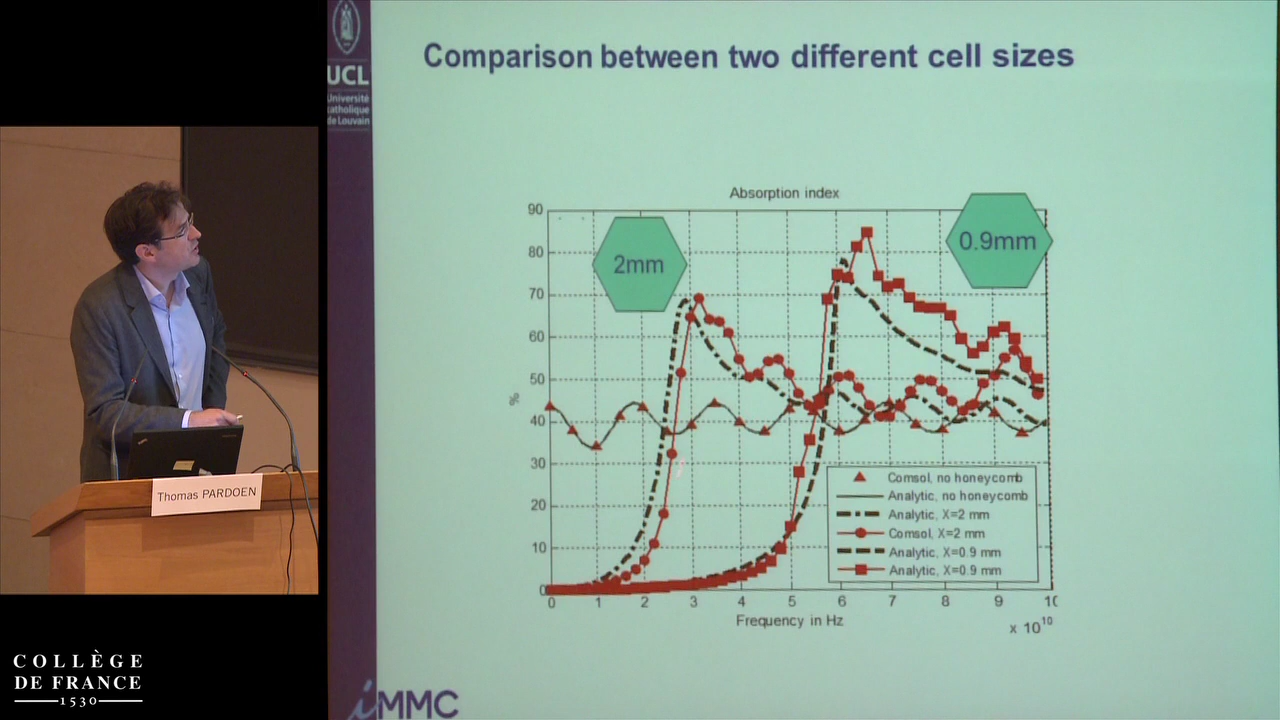 UCL
Université
catholique
de Louvain
Comparison between two different cell sizes
Absorption index
2mm
0.9mm
90
80
70
60
50
40
30
20
10
0
%
0 1 2 3 4 5 6 7 8 9 10
Frequency in Hz
x 10¹⁰
Comsol, no honeycomb
Analytic, no honeycomb
Analytic, X=2 mm
Comsol, X=2 mm
Analytic, X=0.9 mm
Analytic, X=0.9 mm
Thomas PARDOEN
COLLÈGE
DE FRANCE
1530
iMMC